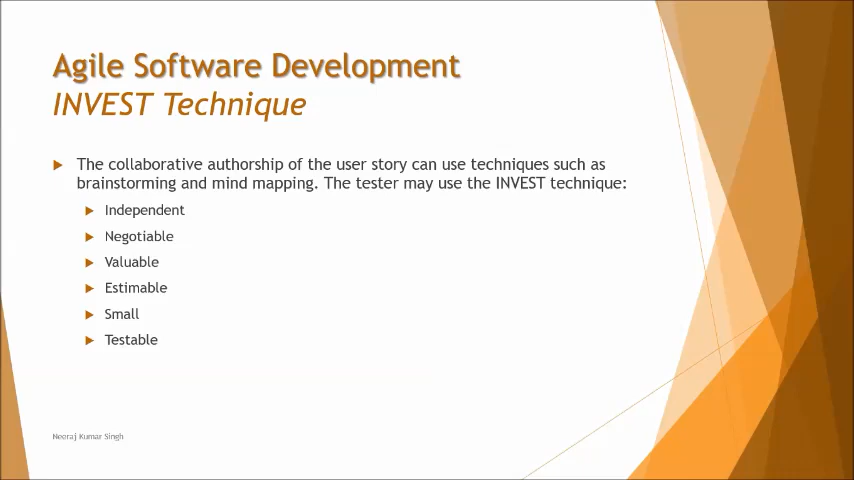 Agile Software Development
INVEST Technique
The collaborative authorship of the user story can use techniques such as
brainstorming and mind mapping. The tester may use the INVEST technique:
Independent
Negotiable
Valuable
Estimable
Small
Testable
Neeraj Kumar Singh